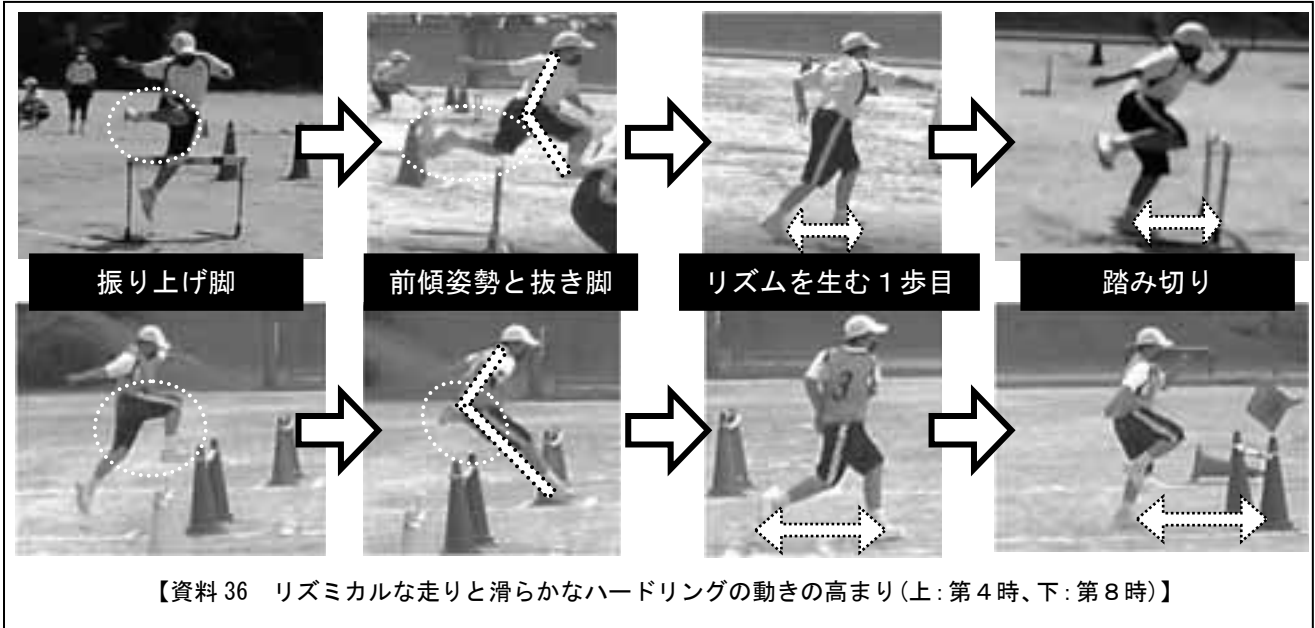 振り上げ脚
前傾姿勢と抜き脚
リズムを生む１歩目
踏み切り
3
【資料 36　リズミカルな走りと滑らかなハードリングの動きの高まり(上:第４時、下:第８時)】